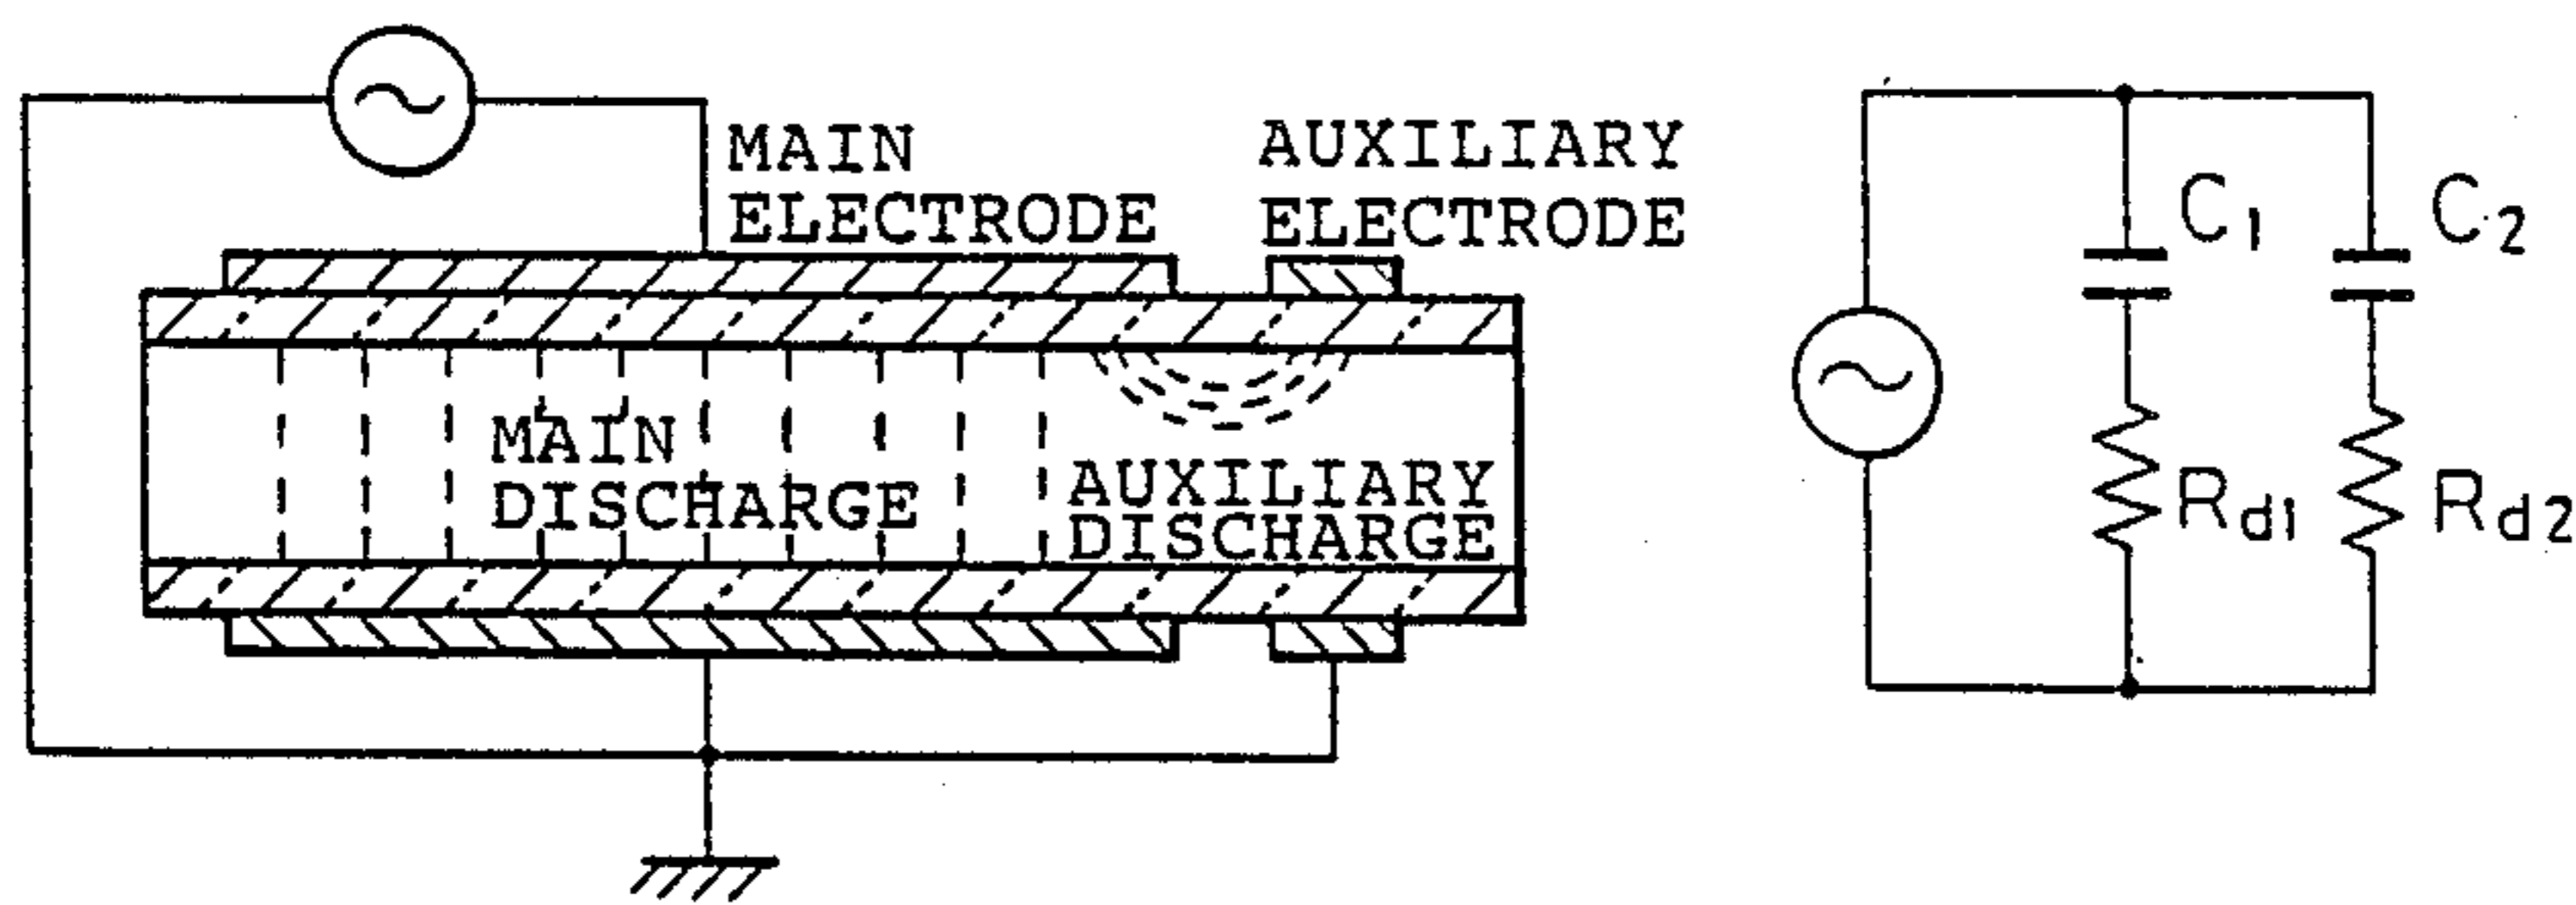 MAIN
ELECTRODE
AUXILIARY
ELECTRODE
MAIN
DISCHARGE
AUXILIARY
DISCHARGE
C1
C2
Rd1
Rd2